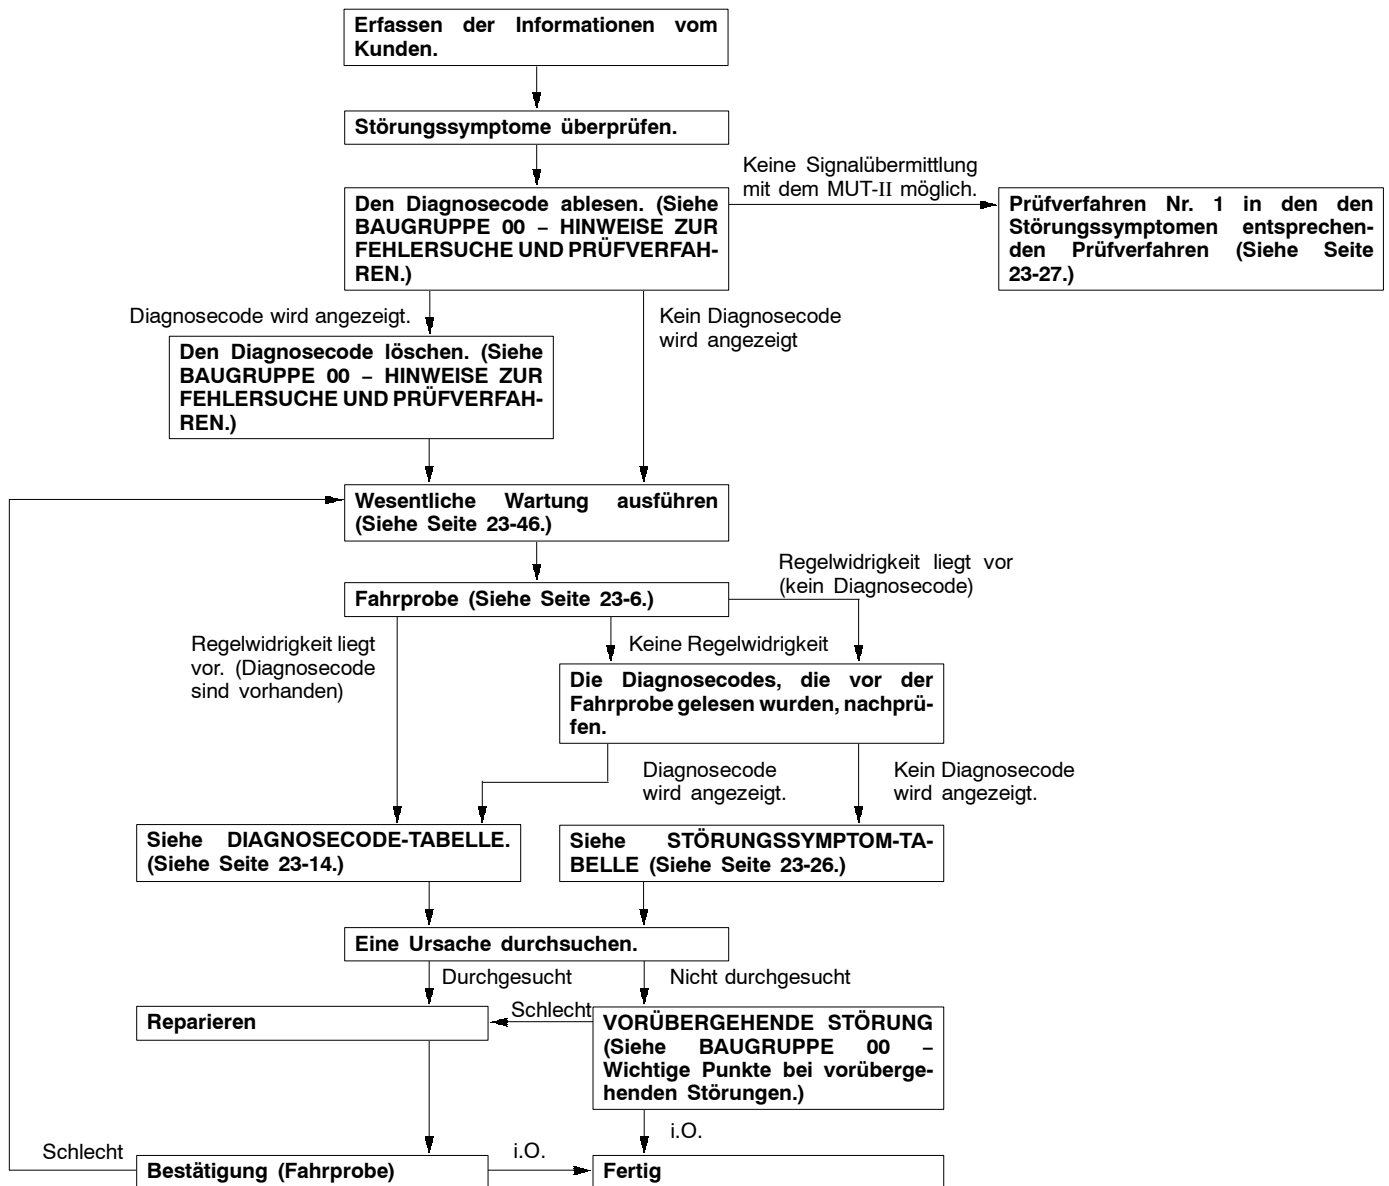 Erfassen der Informationen vom
Kunden.
Störungssymptome überprüfen.
Keine Signalübermittlung
mit dem MUT-II möglich.
Den Diagnosecode ablesen. (Siehe
BAUGRUPPE 00 – HINWEISE ZUR
FEHLERSUCHE UND PRÜFVERFAH-
REN.)
Prüfverfahren Nr. 1 in den den
Störungssymptomen entsprechen-
den Prüfverfahren (Siehe Seite
23-27.)
Diagnosecode wird angezeigt.
Kein Diagnosecode
wird angezeigt
Den Diagnosecode löschen. (Siehe
BAUGRUPPE 00 – HINWEISE ZUR
FEHLERSUCHE UND PRÜFVERFAH-
REN.)
Wesentliche Wartung ausführen
(Siehe Seite 23-46.)
Regelwidrigkeit liegt vor
(kein Diagnosecode)
Fahrprobe (Siehe Seite 23-6.)
Regelwidrigkeit liegt
vor. (Diagnosecode
sind vorhanden)
Keine Regelwidrigkeit
Die Diagnosecodes, die vor der
Fahrprobe gelesen wurden, nachprü-
fen.
Diagnosecode
wird angezeigt.
Kein Diagnosecode
wird angezeigt.
Siehe DIAGNOSECODE-TABELLE.
(Siehe Seite 23-14.)
Siehe STÖRUNGSSYMPTOM-TA-
BELLE (Siehe Seite 23-26.)
Eine Ursache durchsuchen.
Durchgesucht
Nicht durchgesucht
Reparieren
Schlecht
VORÜBERGEHENDE STÖRUNG
(Siehe BAUGRUPPE 00 –
Wichtige Punkte bei vorüberge-
henden Störungen.)
i.O.
Schlecht
Bestätigung (Fahrprobe)
i.O.
Fertig